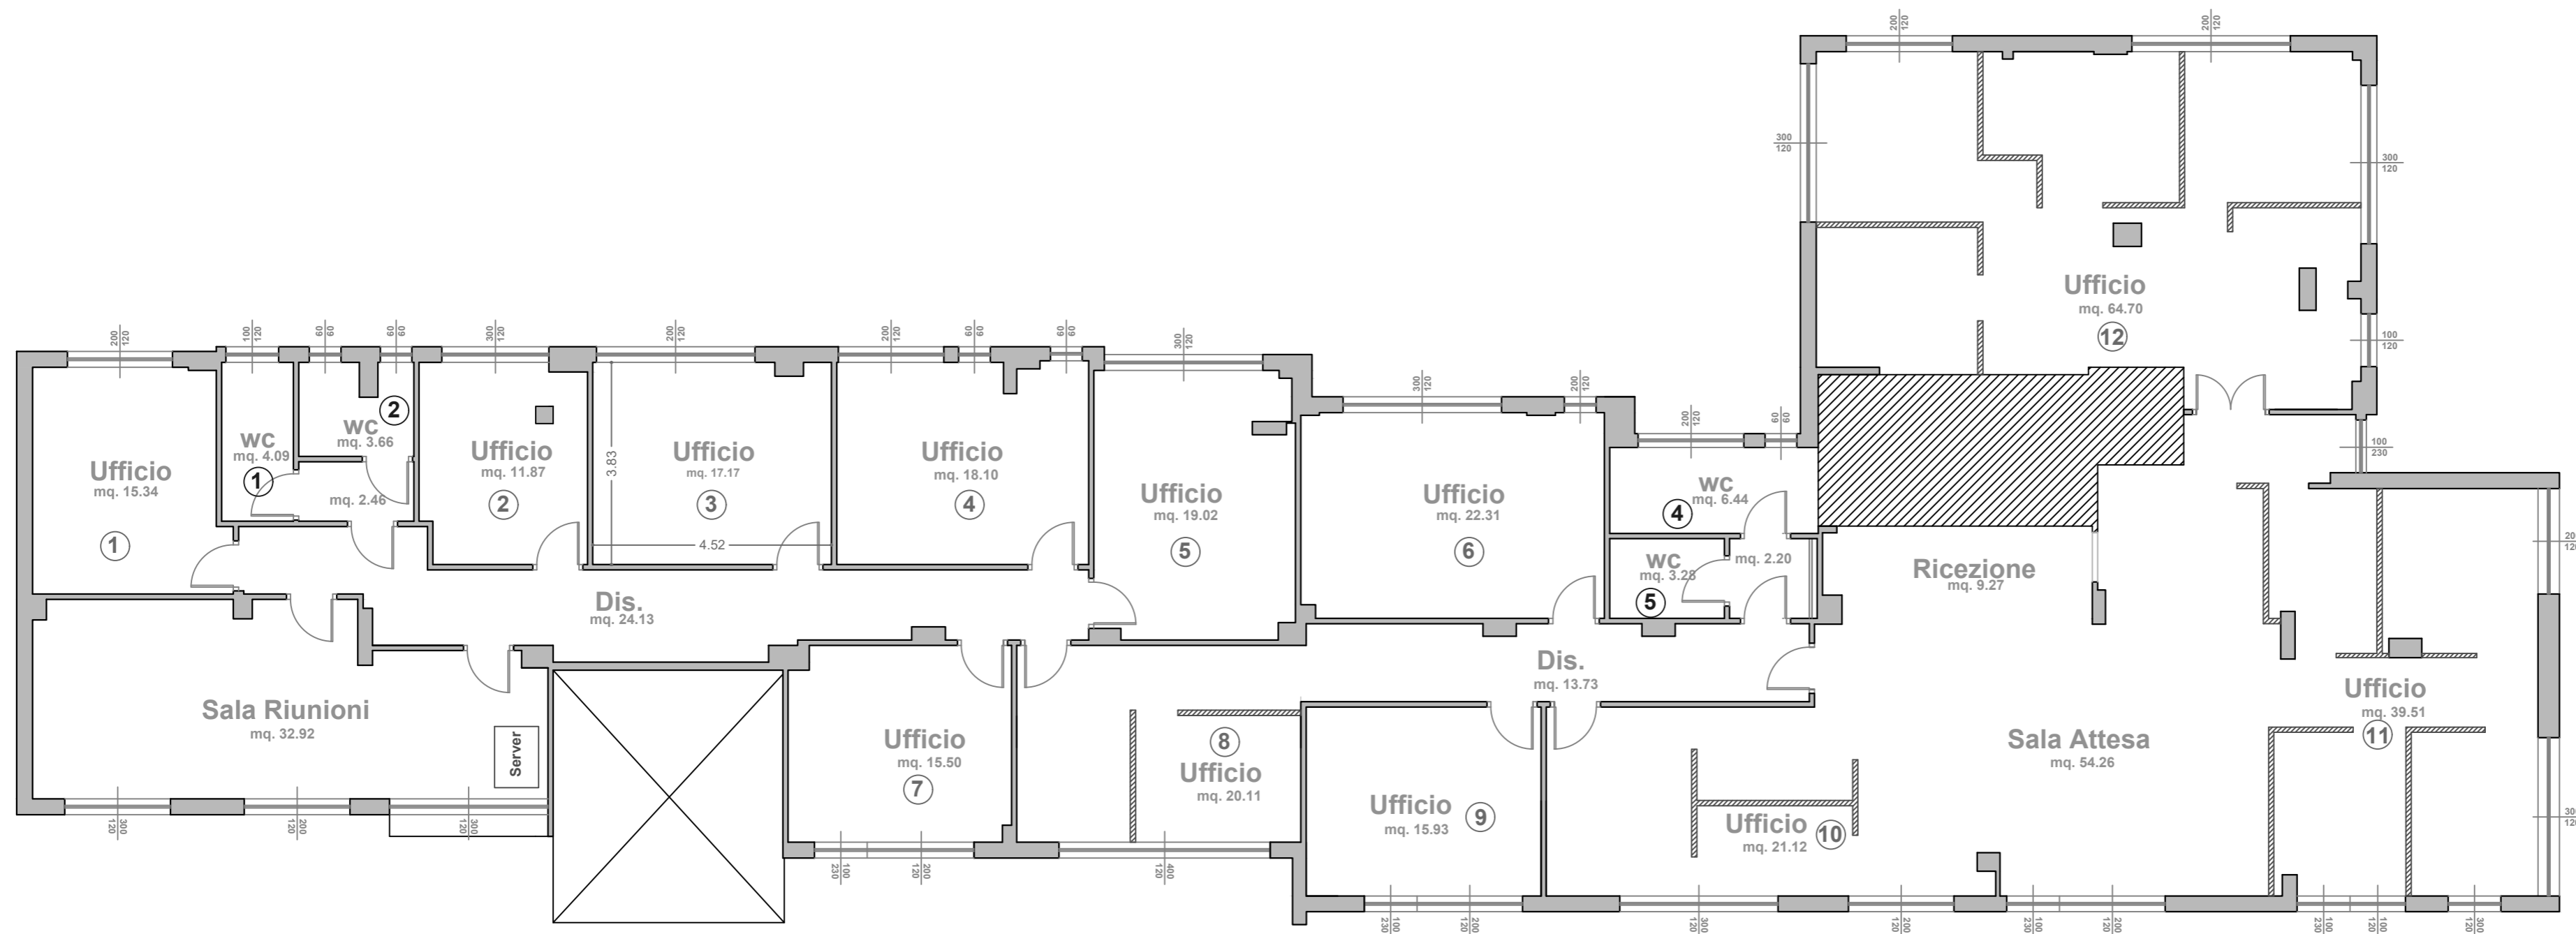 200
120
200
120
300
120
300
120
Ufficio
mq. 64.70
12
100
120
100
230
200
120
100
120
60
60
60
60
300
120
200
120
200
120
60
60
60
60
300
120
300
120
200
120
200
120
60
60
Ufficio
mq. 15.34
1
WC
mq. 4.09
1
WC
2
mq. 3.66
mq. 2.46
Ufficio
mq. 11.87
2
3.83
Ufficio
mq. 17.17
3
4.52
Ufficio
mq. 18.10
4
Ufficio
mq. 19.02
5
Ufficio
mq. 22.31
6
WC
mq. 6.44
4
WC
mq. 3.28
5
mq. 2.20
Ricezione
mq. 9.27
Dis.
mq. 24.13
Dis.
mq. 13.73
Sala Riunioni
mq. 32.92
Server
Ufficio
mq. 15.50
7
8
Ufficio
mq. 20.11
Ufficio
mq. 15.93
9
Ufficio
mq. 21.12
10
Sala Attesa
mq. 54.26
Ufficio
mq. 39.51
11
120
300
120
200
120
300
230
100
120
200
120
400
230
100
120
200
120
300
120
200
230
100
120
200
230
100
120
100
120
300